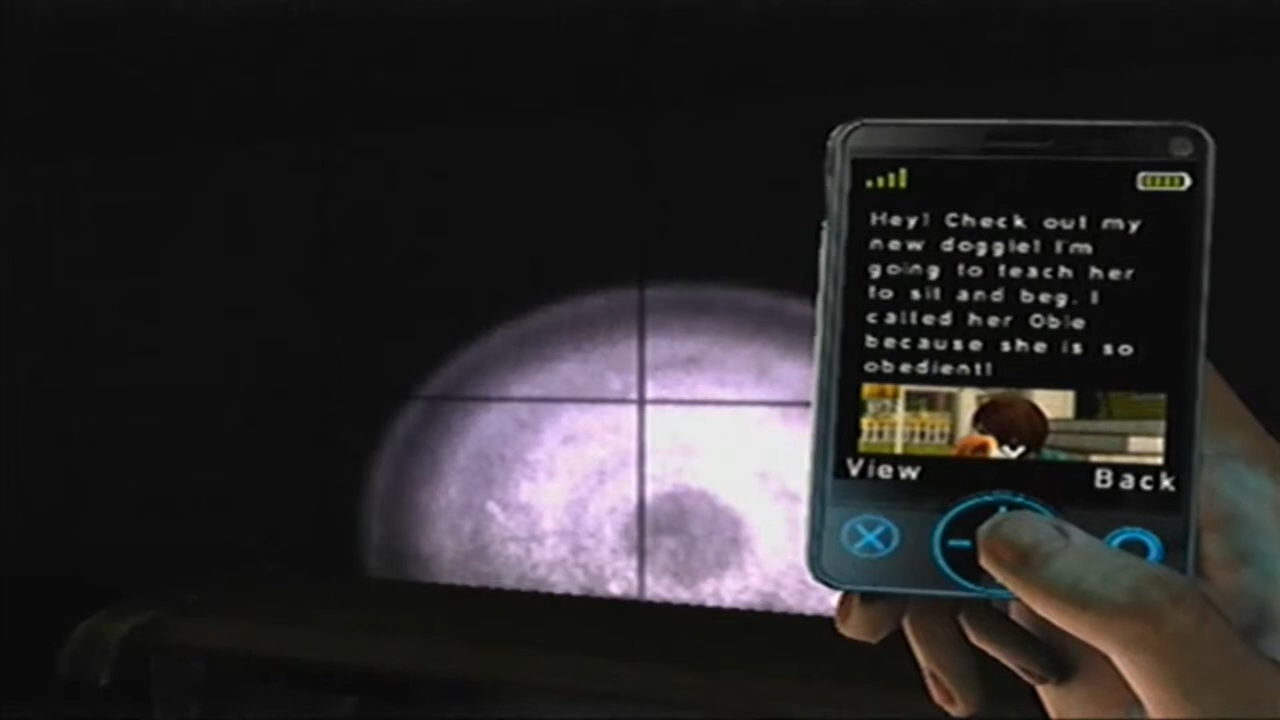 Hey! Check out my
new doggie! I'm
going to teach her
to sit and beg. I
called her Obie
because she is so
obedient!
View Back